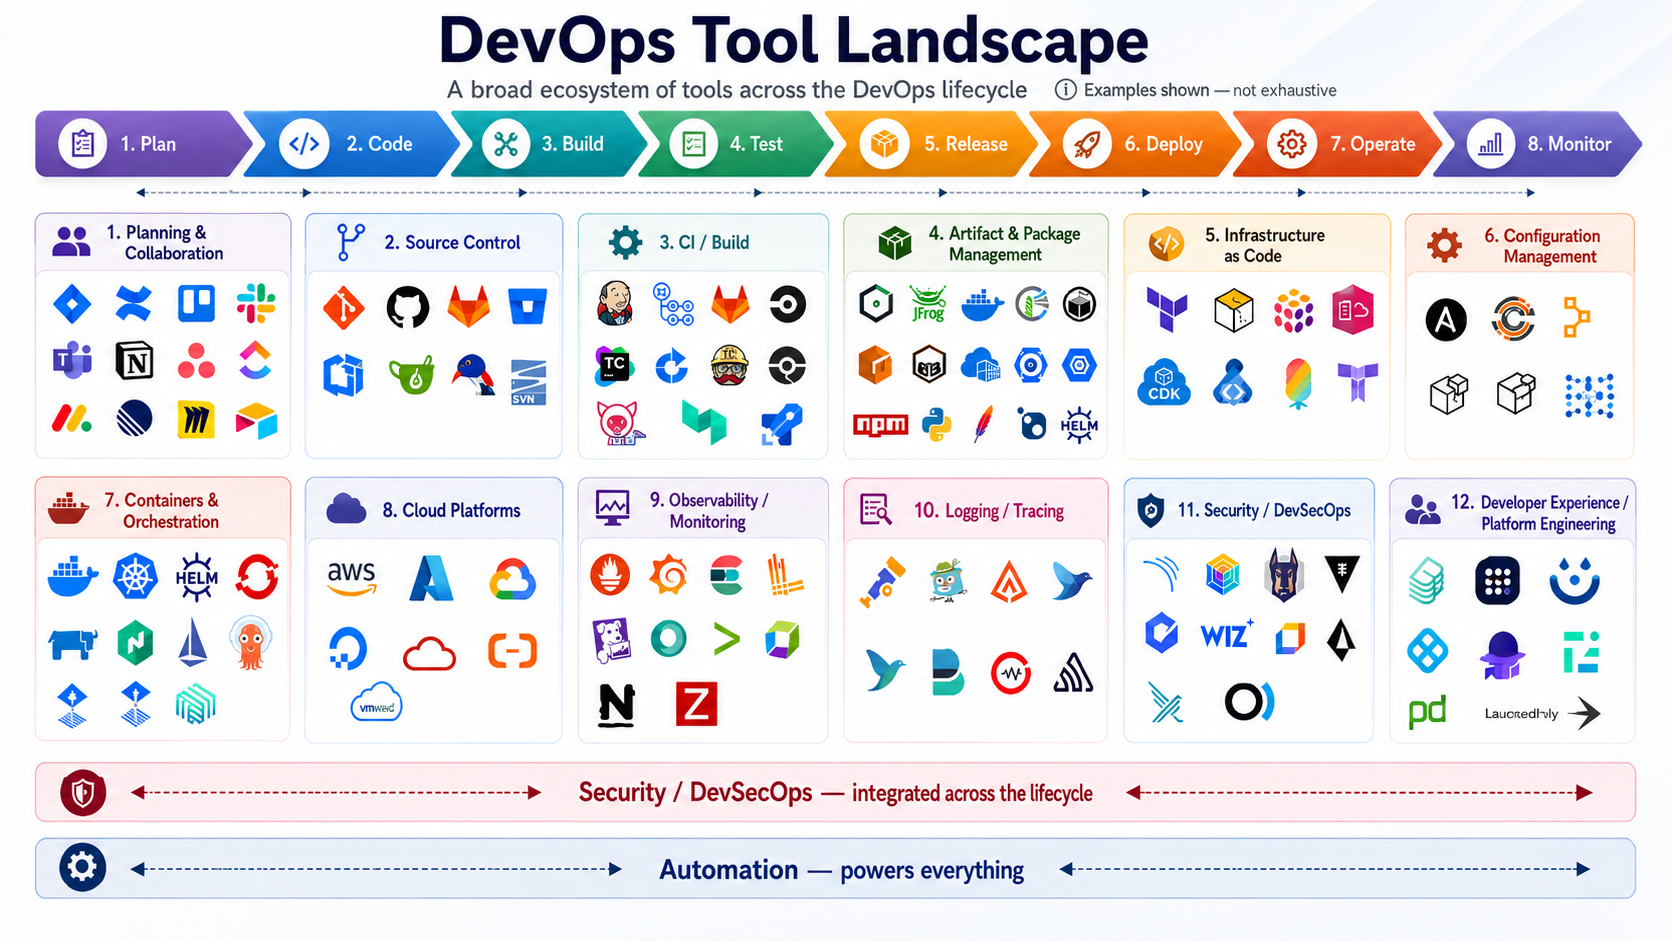 DevOps Tool Landscape
A broad ecosystem of tools across the DevOps lifecycle
i Examples shown — not exhaustive
1. Plan
2. Code
3. Build
4. Test
5. Release
6. Deploy
7. Operate
8. Monitor
1. Planning &
Collaboration
2. Source Control
SVN
3. CI / Build
TC
TC
4. Artifact & Package
Management
JFrog
npm
HELM
5. Infrastructure
as Code
CDK
6. Configuration
Management
A
7. Containers &
Orchestration
HELM
8. Cloud Platforms
aws
vmwerd
9. Observability /
Monitoring
N
Z
10. Logging / Tracing
11. Security / DevSecOps
WIZ+
12. Developer Experience /
Platform Engineering
pd
Security / DevSecOps — integrated across the lifecycle
Automation — powers everything